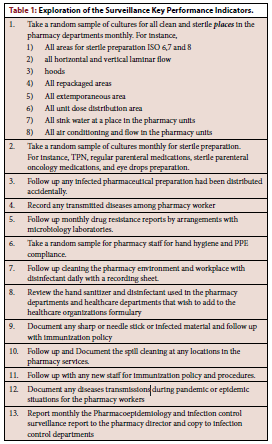 Table 1: Exploration of the Surveillance Key Performance Indicators.
1. Take a random sample of cultures for all clean and sterile places in the
pharmacy departments monthly. For instance,
1) All areas for sterile preparation ISO 6,7 and 8
2) all horizontal and vertical laminar flow
3) hoods
4) All repackaged areas
5) All extemporaneous area
6) All unit dose distribution area
7) All sink water at a place in the pharmacy units
8) All air conditioning and flow in the pharmacy units
2. Take a random sample of cultures monthly for sterile preparation.
For instance, TPN, regular parenteral medications, sterile parenteral
oncology medications, and eye drops preparation.
3. Follow up any infected pharmaceutical preparation had been distributed
accidentally.
4. Record any transmitted diseases among pharmacy worker
5. Follow up monthly drug resistance reports by arrangements with
microbiology laboratories.
6. Take a random sample for pharmacy staff for hand hygiene and PPE
compliance.
7. Follow up cleaning the pharmacy environment and workplace with
disinfectant daily with a recording sheet.
8. Review the hand sanitizer and disinfectant used in the pharmacy
departments and healthcare departments that wish to add to the
healthcare organizations formulary
9. Document any sharp or needle stick or infected material and follow up
with immunization policy
10. Follow up and Document the spill cleaning at any locations in the
pharmacy services.
11. Follow up with any new staff for immunization policy and procedures.
12. Document any diseases transmissions during pandemic or epidemic
situations for the pharmacy workers
13. Report monthly the Pharmacoepidemiology and infection control
surveillance report to the pharmacy director and copy to infection
control departments